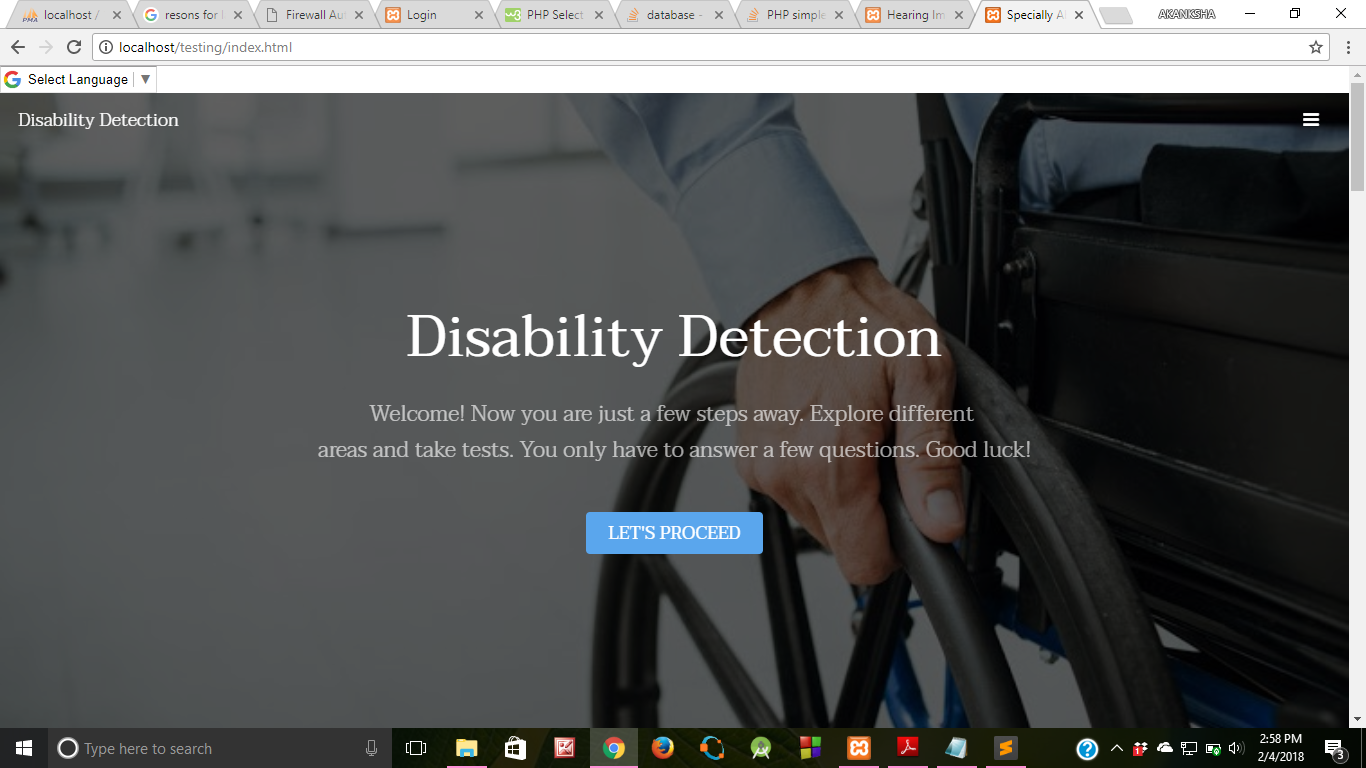 localhost /
resons for
Firewall Au
Login
PHP Select
database -
PHP simple
Hearing Im
Specially A
AKANKSHA
localhost/testing/index.html
Select Language
Disability Detection
Disability Detection
Welcome! Now you are just a few steps away. Explore different
areas and take tests. You only have to answer a few questions. Good luck!
LET'S PROCEED
Type here to search
2:58 PM
2/4/2018
3